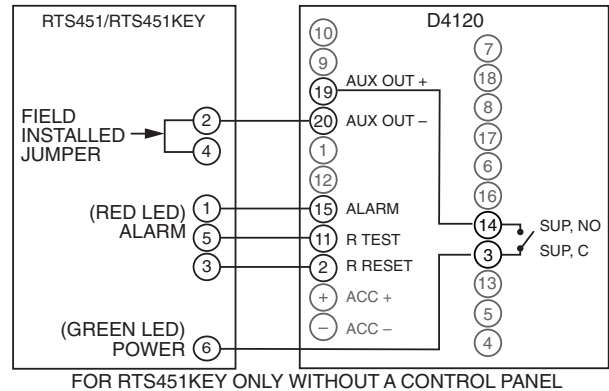 RTS451/RTS451KEY
FIELD
INSTALLED
JUMPER
2
4
(RED LED)
ALARM
1
5
3
(GREEN LED)
POWER
6
D4120
10
9
19 AUX OUT +
20 AUX OUT –
1
12
15 ALARM
11 R TEST
2 R RESET
+ ACC +
– ACC –
7
18
8
17
6
16
14 SUP, NO
3 SUP, C
13
5
4
FOR RTS451KEY ONLY WITHOUT A CONTROL PANEL